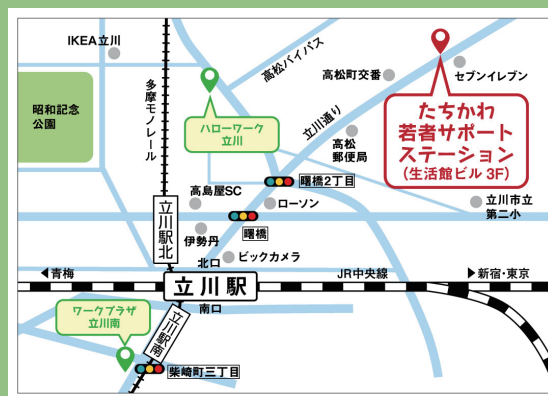 IKEA立川
多摩モノレール
高松バイパス
高松町交番
セブンイレブン
昭和記念
公園
ハローワーク
立川
立川通り
たちかわ
若者サポート
ステーション
(生活館ビル 3F)
高松
郵便局
曙橋2丁目
高島屋SC
ローソン
立川市立
第二小
立川駅北
曙橋
伊勢丹
北口
ビックカメラ
青梅
JR中央線
新宿・東京
立川駅
南口
ワークプラザ
立川南
立川駅南
柴崎町三丁目